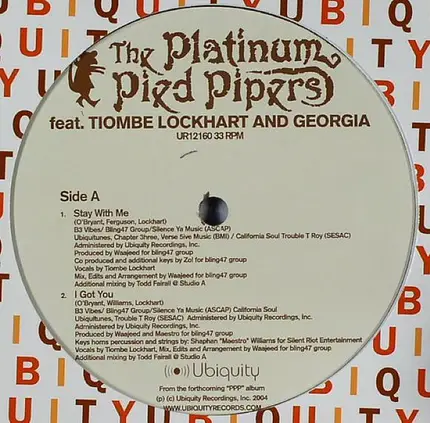 The Platinum
Pied Pipers
feat. TIOMBE LOCKHART AND GEORGIA
UR12160 33 RPM
Side A
1. Stay With Me
(O'Bryant, Ferguson, Lockhart)
B3 Vibes/ Bling47 Group/Silence Ya Music (ASCAP)
Ubiquitunes, Chapter 3hree, Verse 5ive Music (BMI) / California Soul Trouble T Roy (SESAC)
Administered by Ubiquity Recordings, Inc.
Produced by Waajeed for bling47 group
Co produced and additional keys by Zo! for bling47 group
Vocals by Tiombe Lockhart
Mix, Edits and Arrangement by Waajeed for bling47 group
Additional mixing by Todd Fairall @ Studio A
2. I Got You
(O'Bryant, Williams, Lockhart)
B3 Vibes/ Bling47 Group/Silence Ya Music (ASCAP) California Soul
Ubiquitunes, Trouble T Roy (SESAC) Administered by Ubiquity Recordings, Inc.
Administered by Ubiquity Recordings, Inc.
Produced by Waajeed and Maestro for bling47 group
Keys horns percussion and strings by: Shaphan "Maestro" Williams for Silent Riot Entertainment
Vocals by Tiombe Lockhart, Mix, Edits and Arrangement by Waajeed for bling47 group
Additional mixing by Todd Fairall @ Studio A
Ubiquity
From the forthcoming "PPP" album
(p) (c) Ubiquity Recordings, Inc. 2004
WWW.UBIQUITYRECORDS.COM